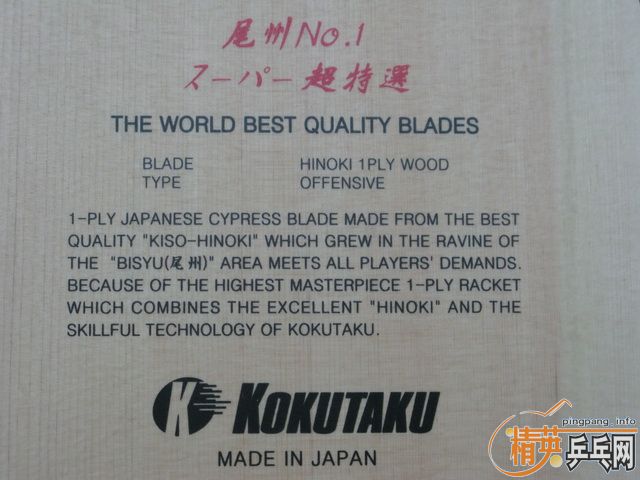 尾州No.1
スーパー超特選
THE WORLD BEST QUALITY BLADES
BLADE HINOKI 1PLY WOOD
TYPE OFFENSIVE
1-PLY JAPANESE CYPRESS BLADE MADE FROM THE BEST
QUALITY "KISO-HINOKI" WHICH GREW IN THE RAVINE OF
THE "BISYU(尾州)" AREA MEETS ALL PLAYERS' DEMANDS.
BECAUSE OF THE HIGHEST MASTERPIECE 1-PLY RACKET
WHICH COMBINES THE EXCELLENT "HINOKI" AND THE
SKILLFUL TECHNOLOGY OF KOKUTAKU.
K KOKUTAKU
MADE IN JAPAN
pingpang.info
精英乒乓网